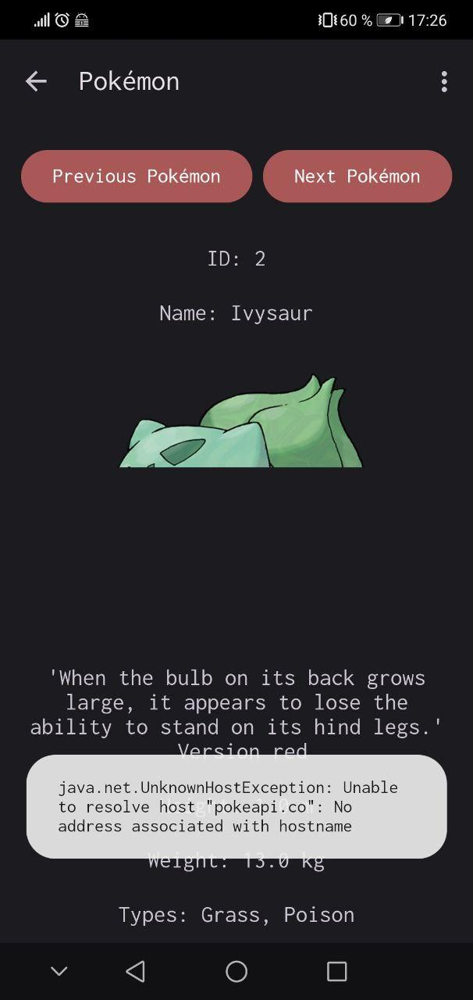 60 % 17:26
Pokémon
Previous Pokémon Next Pokémon
ID: 2
Name: Ivysaur
'When the bulb on its back grows
large, it appears to lose the
ability to stand on its hind legs.'
Version red
java.net.UnknownHostException: Unable
to resolve host "pokeapi.co": No
address associated with hostname
Weight: 13.0 kg
Types: Grass, Poison